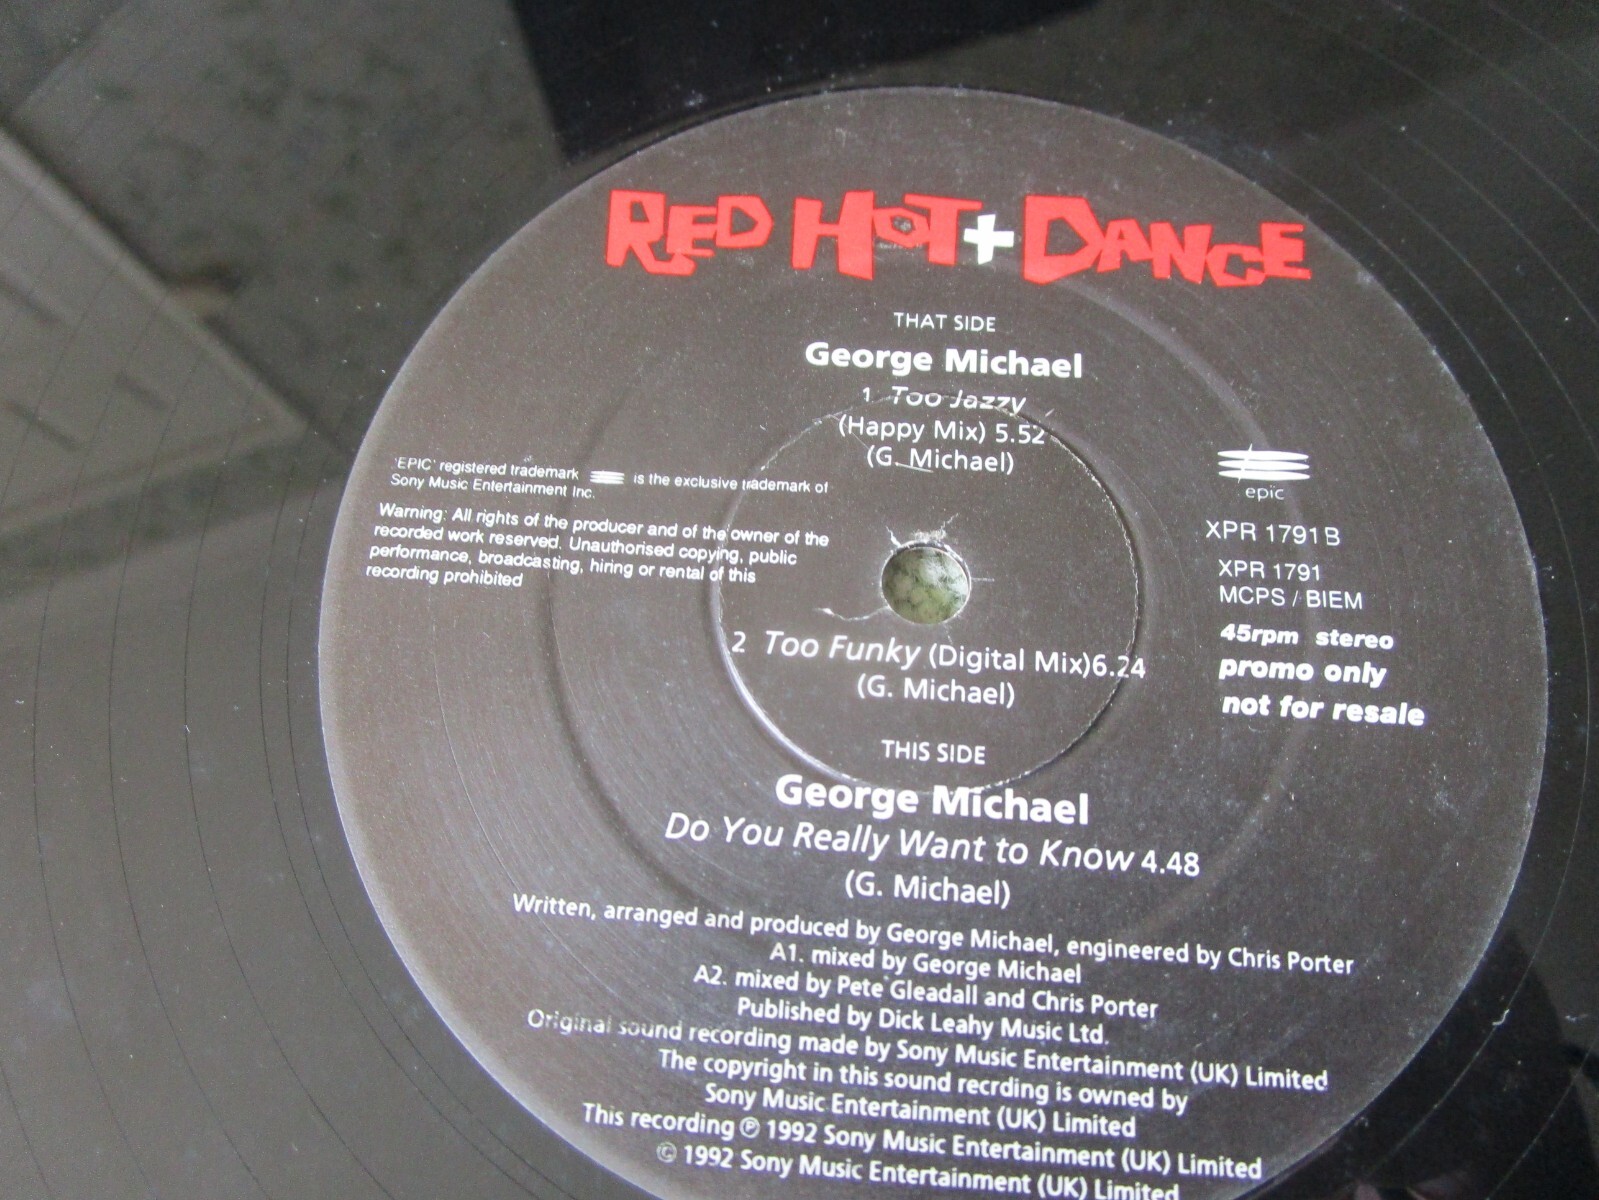 RED HOT + DANCE
THAT SIDE
George Michael
1 Too Jazzy
(Happy Mix) 5.52
(G. Michael)
'EPIC' registered trademark is the exclusive trademark of
Sony Music Entertainment Inc.
Warning: All rights of the producer and of the owner of the
recorded work reserved. Unauthorised copying, public
performance, broadcasting, hiring or rental of this
recording prohibited
epic
XPR 1791 B
XPR 1791
MCPS / BIEM
45rpm stereo
promo only
not for resale
2 Too Funky (Digital Mix)6.24
(G. Michael)
THIS SIDE
George Michael
Do You Really Want to Know 4.48
(G. Michael)
Written, arranged and produced by George Michael, engineered by Chris Porter
A1. mixed by George Michael
A2. mixed by Pete Gleadall and Chris Porter
Published by Dick Leahy Music Ltd.
Original sound recording made by Sony Music Entertainment (UK) Limited
The copyright in this sound recrding is owned by
Sony Music Entertainment (UK) Limited
This recording ℗ 1992 Sony Music Entertainment (UK) Limited
© 1992 Sony Music Entertainment (UK) Limited